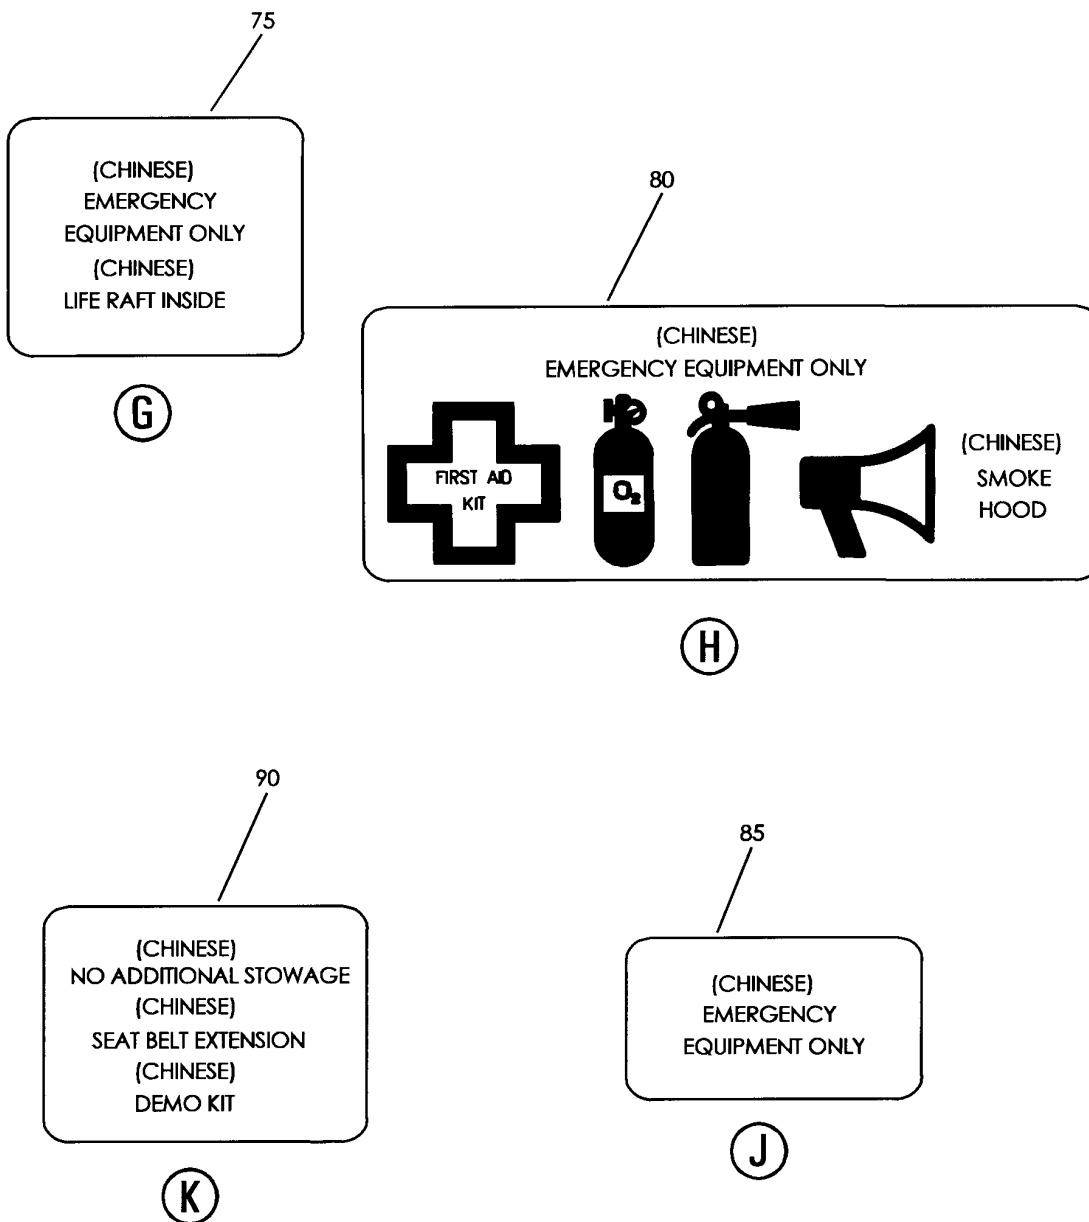 75
(CHINESE)
EMERGENCY
EQUIPMENT ONLY
(CHINESE)
LIFE RAFT INSIDE
G
80
(CHINESE)
EMERGENCY EQUIPMENT ONLY
FIRST AID
KIT
O₂
(CHINESE)
SMOKE
HOOD
H
90
(CHINESE)
NO ADDITIONAL STOWAGE
(CHINESE)
SEAT BELT EXTENSION
(CHINESE)
DEMO KIT
K
85
(CHINESE)
EMERGENCY
EQUIPMENT ONLY
J